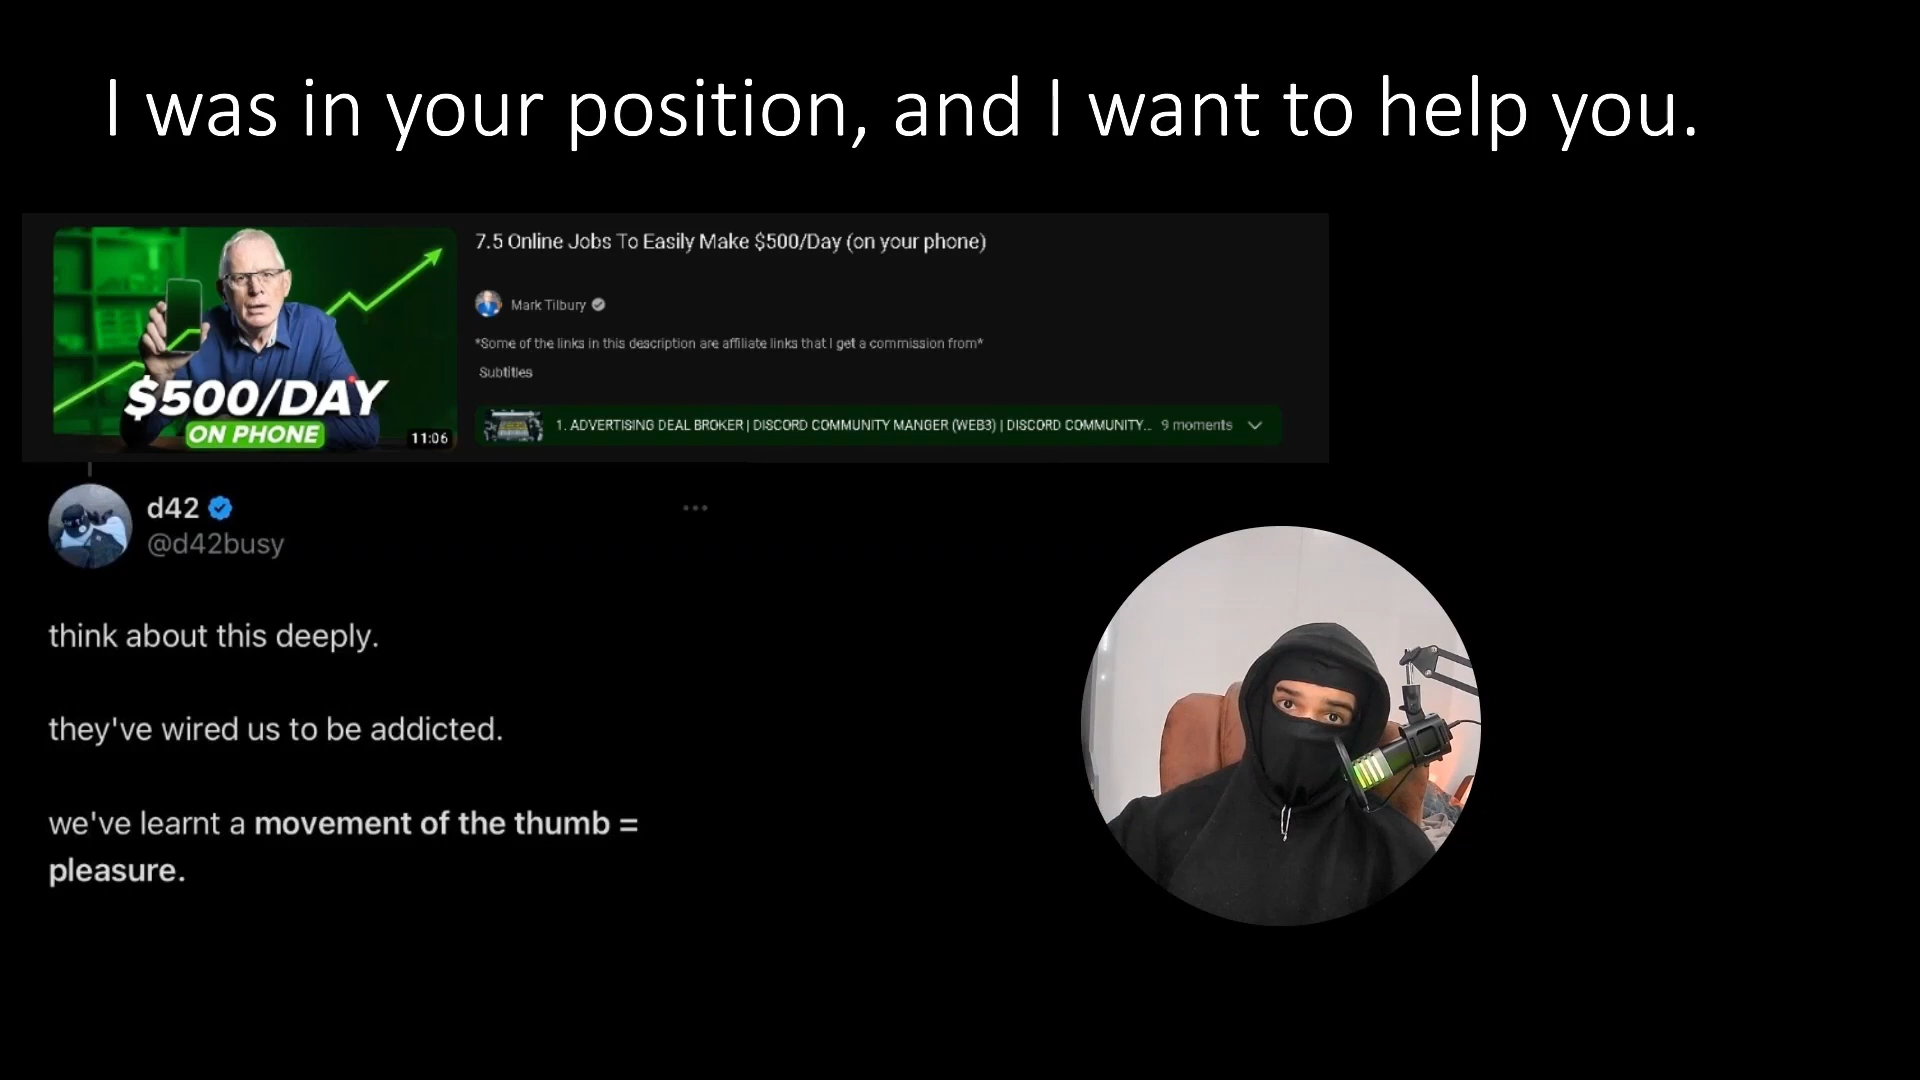 I was in your position, and I want to help you.
7.5 Online Jobs To Easily Make $500/Day (on your phone)
Mark Tilbury
*Some of the links in this description are affiliate links that I get a commission from*
Subtitles
1. ADVERTISING DEAL BROKER | DISCORD COMMUNITY MANGER (WEB3) | DISCORD COMMUNITY... 9 moments
$500/DAY
ON PHONE
11:06
d42
@d42busy
think about this deeply.
they've wired us to be addicted.
we've learnt a movement of the thumb =
pleasure.